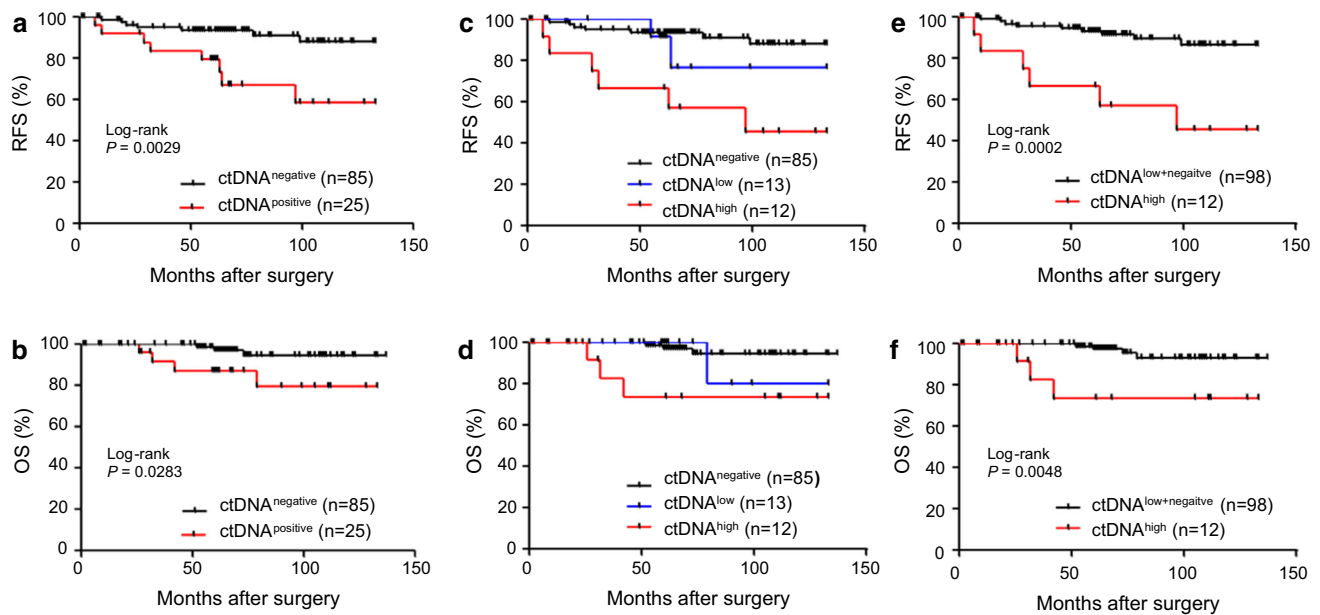 a
RFS (%)
100
80
60
40
20
0
Log-rank
P = 0.0029
ctDNAnegative (n=85)
ctDNApositive (n=25)
0 50 100 150
Months after surgery
c
RFS (%)
100
80
60
40
20
0
ctDNAnegative (n=85)
ctDNAlow (n=13)
ctDNAhigh (n=12)
0 50 100 150
Months after surgery
e
RFS (%)
100
80
60
40
20
0
Log-rank
P = 0.0002
ctDNAlow+negaitve (n=98)
ctDNAhigh (n=12)
0 50 100 150
Months after surgery
b
OS (%)
100
80
60
40
20
0
Log-rank
P = 0.0283
ctDNAnegative (n=85)
ctDNApositive (n=25)
0 50 100 150
Months after surgery
d
OS (%)
100
80
60
40
20
0
ctDNAnegative (n=85)
ctDNAlow (n=13)
ctDNAhigh (n=12)
0 50 100 150
Months after surgery
f
OS (%)
100
80
60
40
20
0
Log-rank
P = 0.0048
ctDNAlow+negaitve (n=98)
ctDNAhigh (n=12)
0 50 100 150
Months after surgery